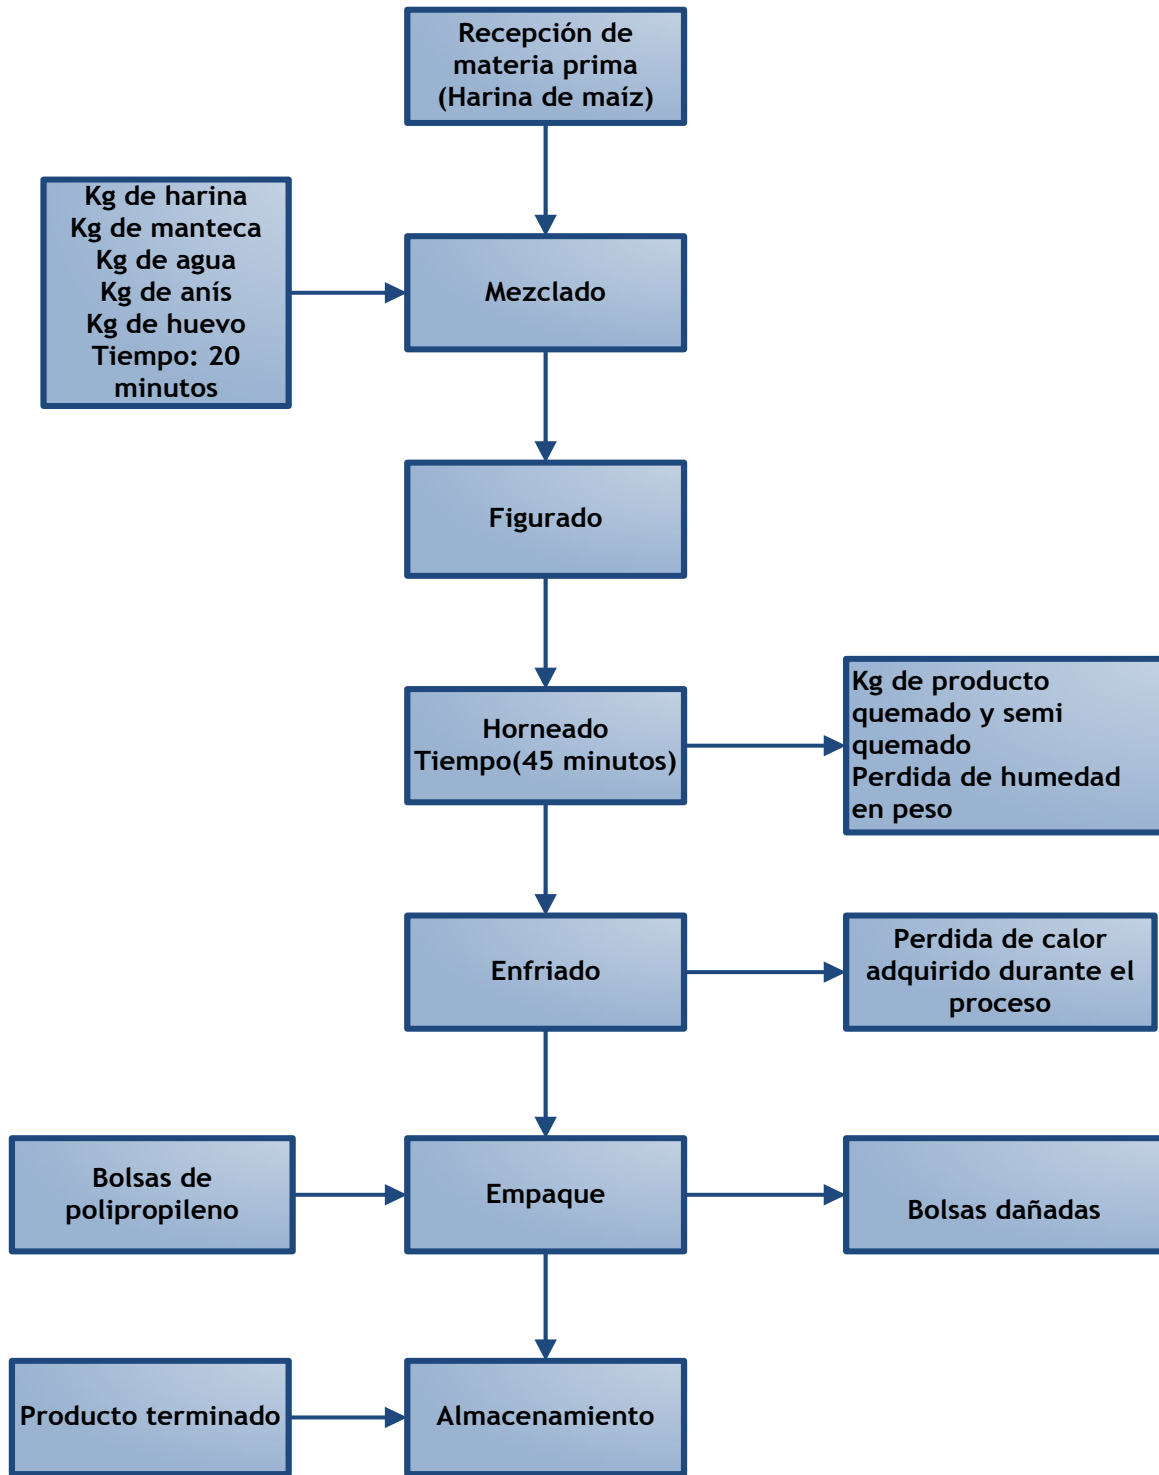 Recepción de
materia prima
(Harina de maíz)
Kg de harina
Kg de manteca
Kg de agua
Kg de anís
Kg de huevo
Tiempo: 20
minutos
Mezclado
Figurado
Horneado
Tiempo(45 minutos)
Kg de producto
quemado y semi
quemado
Perdida de humedad
en peso
Enfriado
Perdida de calor
adquirido durante el
proceso
Bolsas de
polipropileno
Empaque
Bolsas dañadas
Producto terminado
Almacenamiento